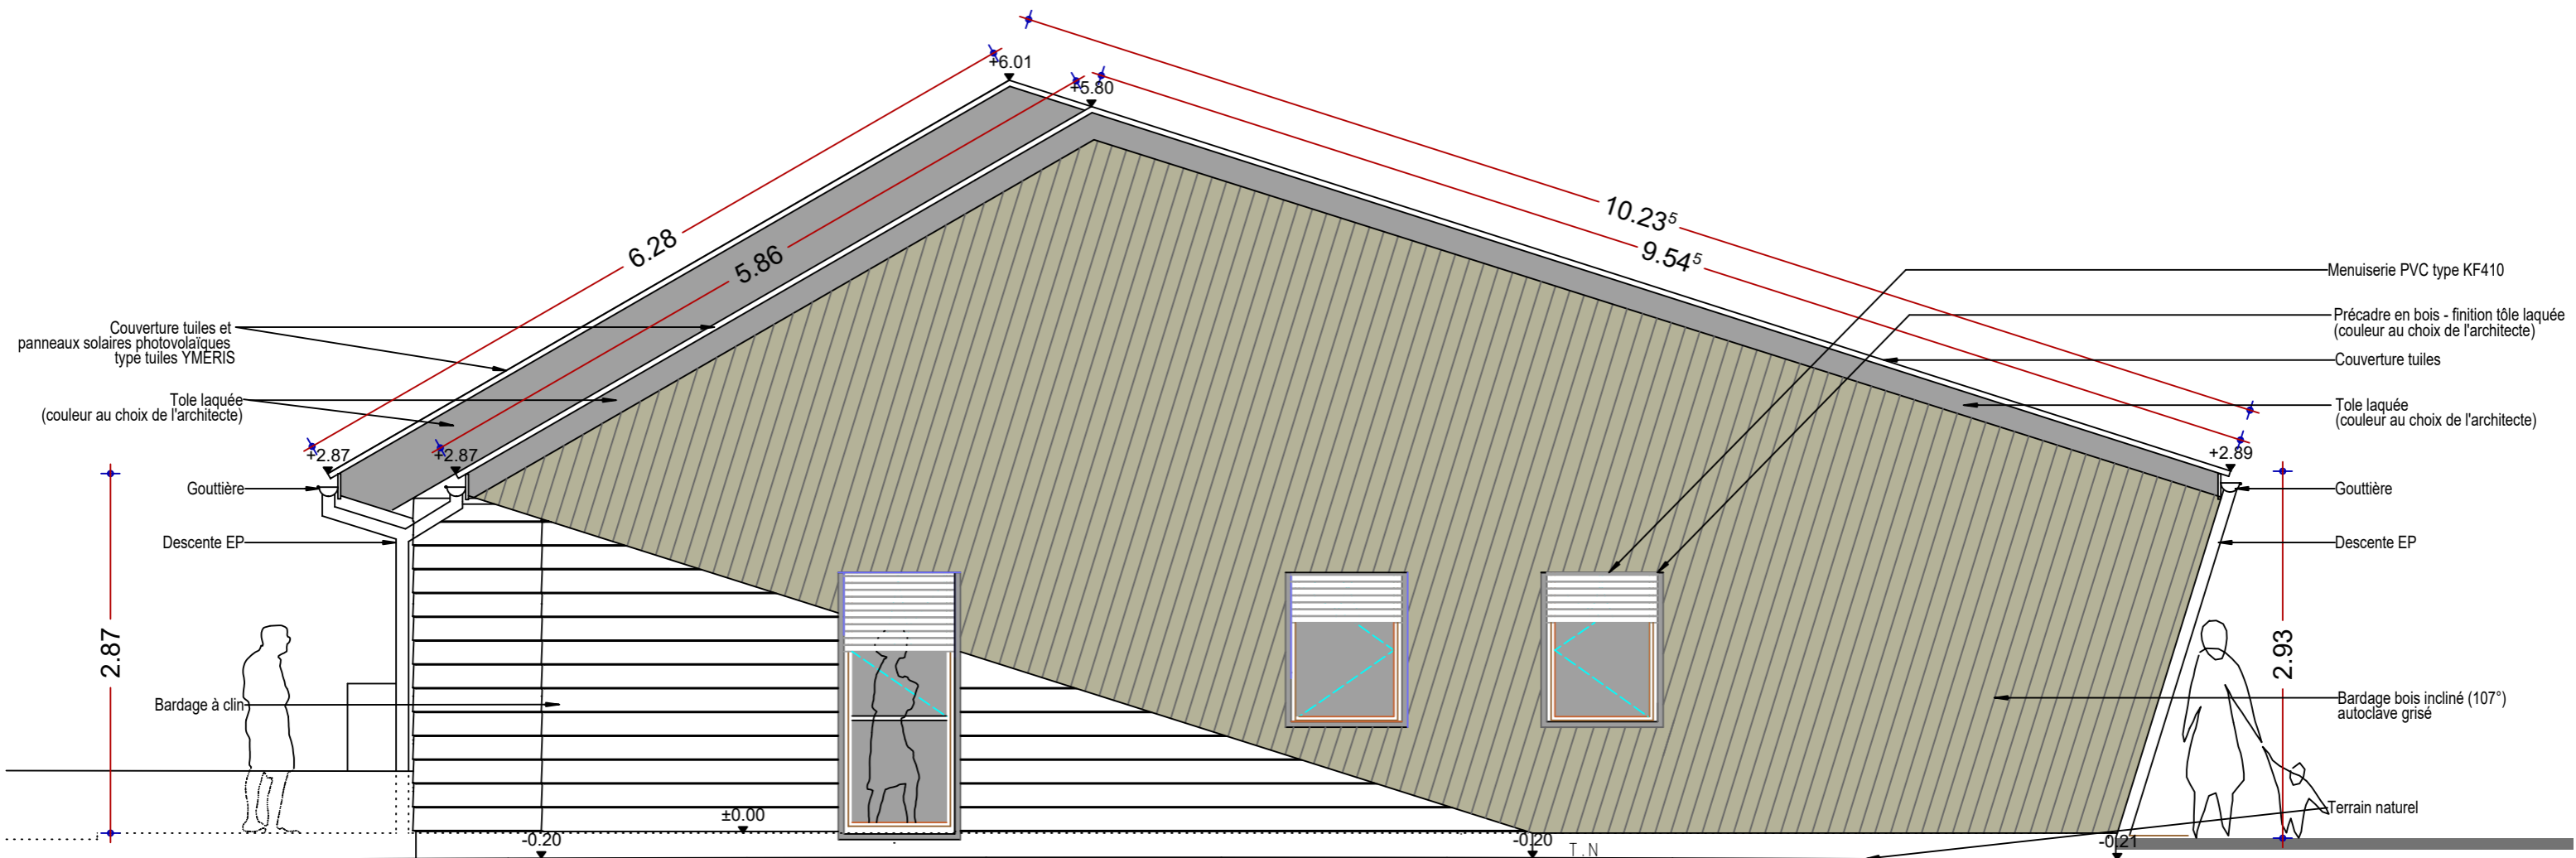 +6.01
+5.80
6.28
5.86
10.23⁵
9.54⁵
Couverture tuiles et
panneaux solaires photovolaïques
type tuiles YMERIS
Tole laquée
(couleur au choix de l'architecte)
+2.87
+2.87
Gouttière
Descente EP
2.87
Bardage à clin
±0.00
-0.20
-0.20
T.N
-0.21
Menuiserie PVC type KF410
Précadre en bois - finition tôle laquée
(couleur au choix de l'architecte)
Couverture tuiles
Tole laquée
(couleur au choix de l'architecte)
+2.89
Gouttière
Descente EP
2.93
Bardage bois incliné (107°)
autoclave grisé
Terrain naturel